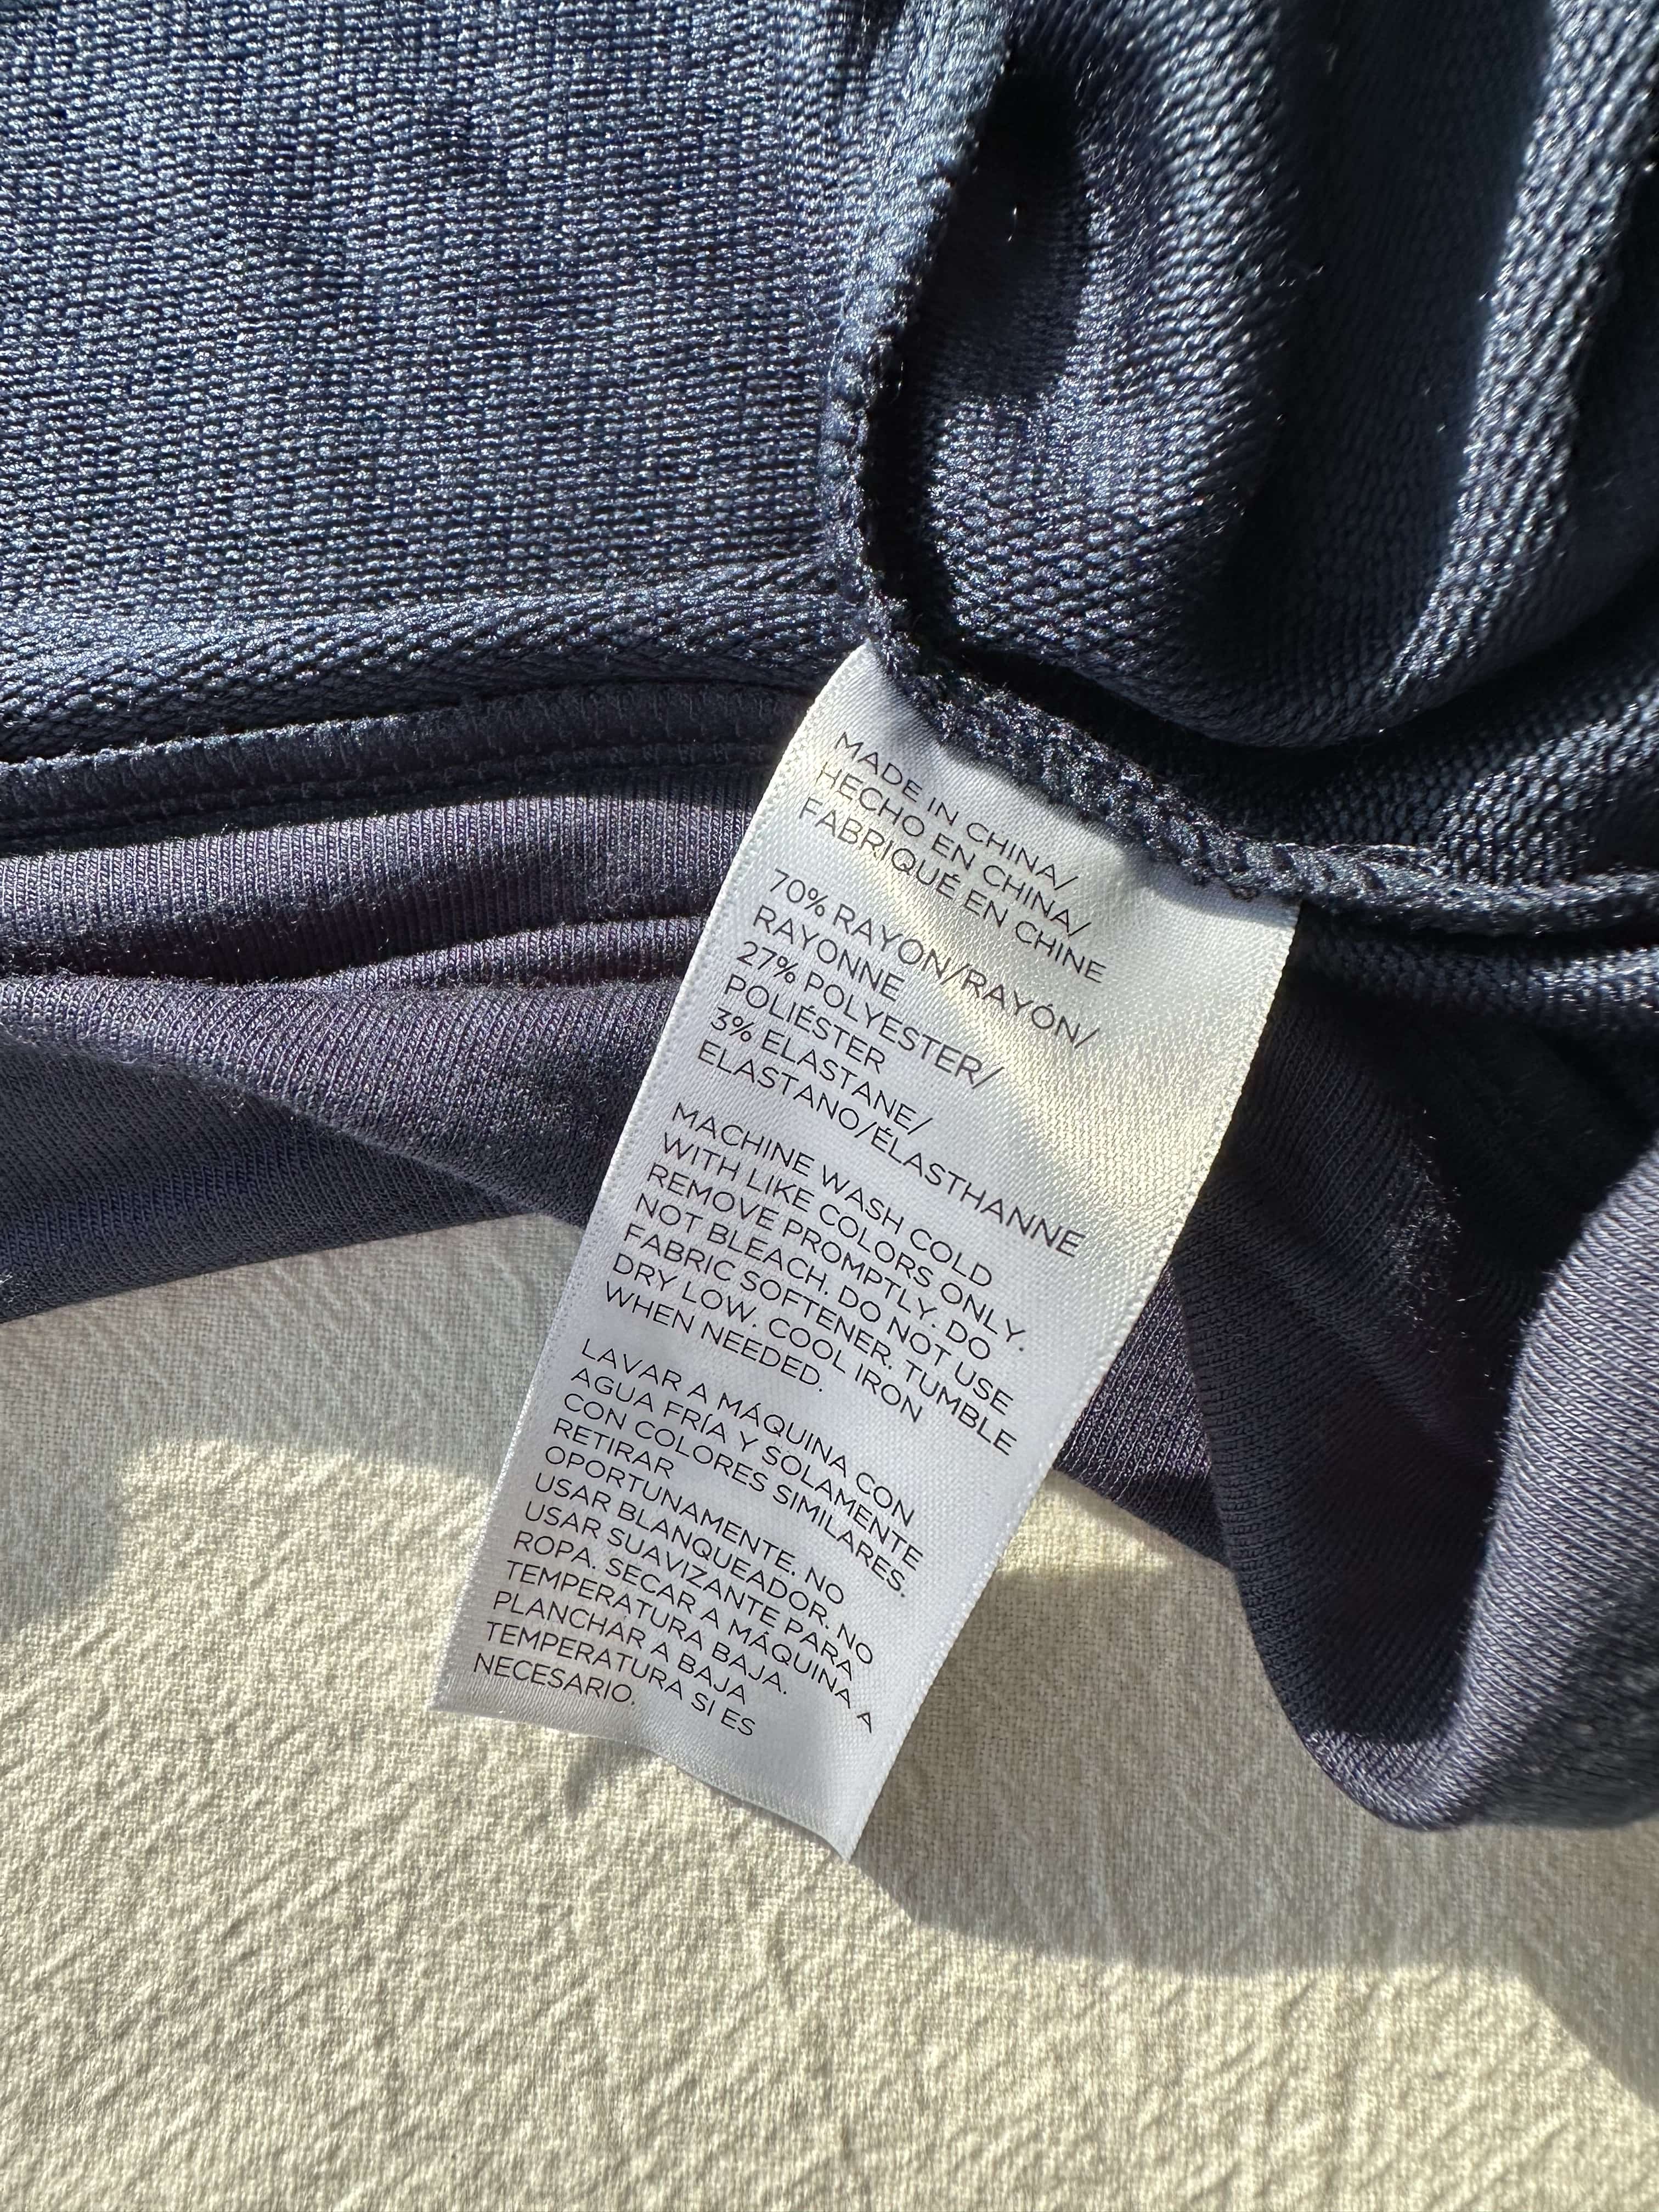 MADE IN CHINA/
HECHO EN CHINA/
FABRIQUÉ EN CHINE
70% RAYON/RAYÓN/
RAYONNE
27% POLYESTER/
POLIÉSTER
3% ELASTANE/
ELASTANO/ÉLASTHANNE
MACHINE WASH COLD
WITH LIKE COLORS ONLY.
REMOVE PROMPTLY. DO
NOT BLEACH. DO NOT USE
FABRIC SOFTENER. TUMBLE
DRY LOW. COOL IRON
WHEN NEEDED.
LAVAR A MÁQUINA CON
AGUA FRÍA Y SOLAMENTE
CON COLORES SIMILARES.
RETIRAR
OPORTUNAMENTE. NO
USAR BLANQUEADOR. NO
USAR SUAVIZANTE PARA
ROPA. SECAR A MÁQUINA A
TEMPERATURA BAJA.
PLANCHAR A BAJA
TEMPERATURA SI ES
NECESARIO.